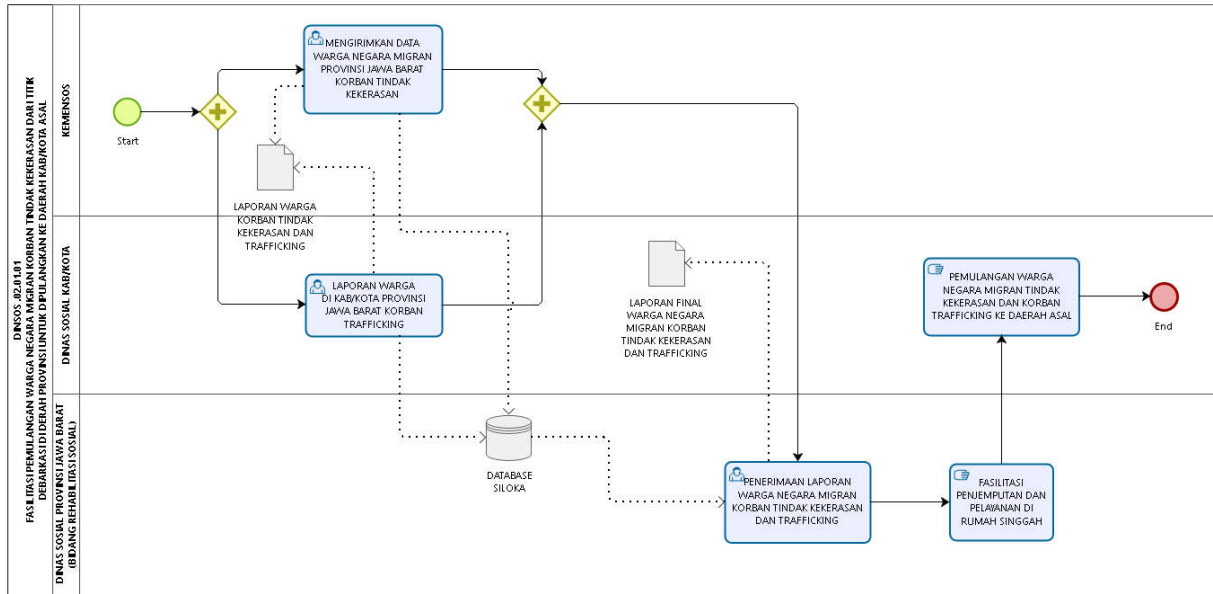 DINSOS .02.01.01
FASILITASI PEMULANGAN WARGA NEGARA MIGRAN KORBAN TINDAK KEKERASAN DARI TITIK
DEBARKASI DI DERAH PROVINSI UNTUK DIPULANGKAN KE DAERAH KAB/KOTA ASAL
KEMENSOS
Start
MENGIRIMKAN DATA
WARGA NEGARA MIGRAN
PROVINSI JAWA BARAT
KORBAN TINDAK
KEKERASAN
LAPORAN WARGA
KORBAN TINDAK
KEKERASAN DAN
TRAFFICKING
DINAS SOSIAL KAB/KOTA
LAPORAN WARGA
DI KAB/KOTA PROVINSI
JAWA BARAT KORBAN
TRAFFICKING
LAPORAN FINAL
WARGA NEGARA
MIGRAN KORBAN
TINDAK KEKERASAN
DAN TRAFFICKING
PEMULANGAN WARGA
NEGARA MIGRAN TINDAK
KEKERASAN DAN KORBAN
TRAFFICKING KE DAERAH ASAL
End
DINAS SOSIAL PROVINSI JAWA BARAT
(BIDANG REHABILITASI SOSIAL)
DATABASE
SILOKA
PENERIMAAN LAPORAN
WARGA NEGARA MIGRAN
KORBAN TINDAK KEKERASAN
DAN TRAFFICKING
FASILITASI
PENJEMPUTAN DAN
PELAYANAN DI
RUMAH SINGGAH